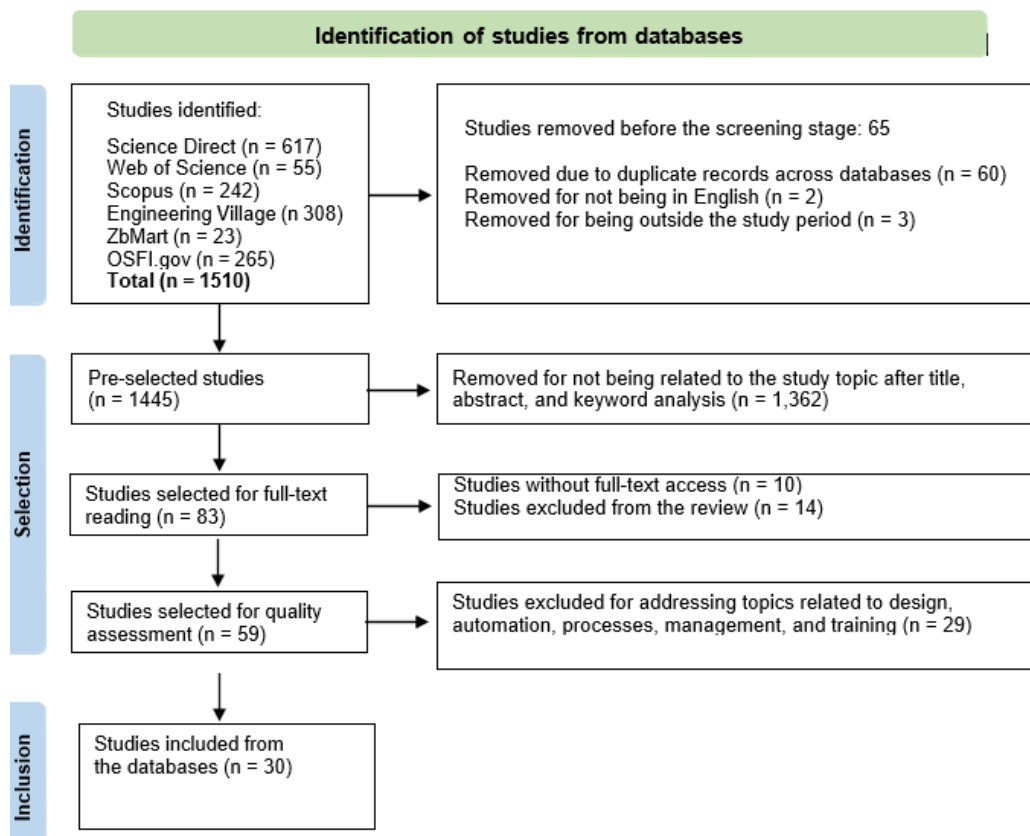 Identification of studies from databases
Identification
Studies identified:
Science Direct (n = 617)
Web of Science (n = 55)
Scopus (n = 242)
Engineering Village (n 308)
ZbMart (n = 23)
OSFI.gov (n = 265)
Total (n = 1510)
Studies removed before the screening stage: 65
Removed due to duplicate records across databases (n = 60)
Removed for not being in English (n = 2)
Removed for being outside the study period (n = 3)
Selection
Pre-selected studies
(n = 1445)
Removed for not being related to the study topic after title,
abstract, and keyword analysis (n = 1,362)
Studies selected for full-text
reading (n = 83)
Studies without full-text access (n = 10)
Studies excluded from the review (n = 14)
Studies selected for quality
assessment (n = 59)
Studies excluded for addressing topics related to design,
automation, processes, management, and training (n = 29)
Inclusion
Studies included from
the databases (n = 30)